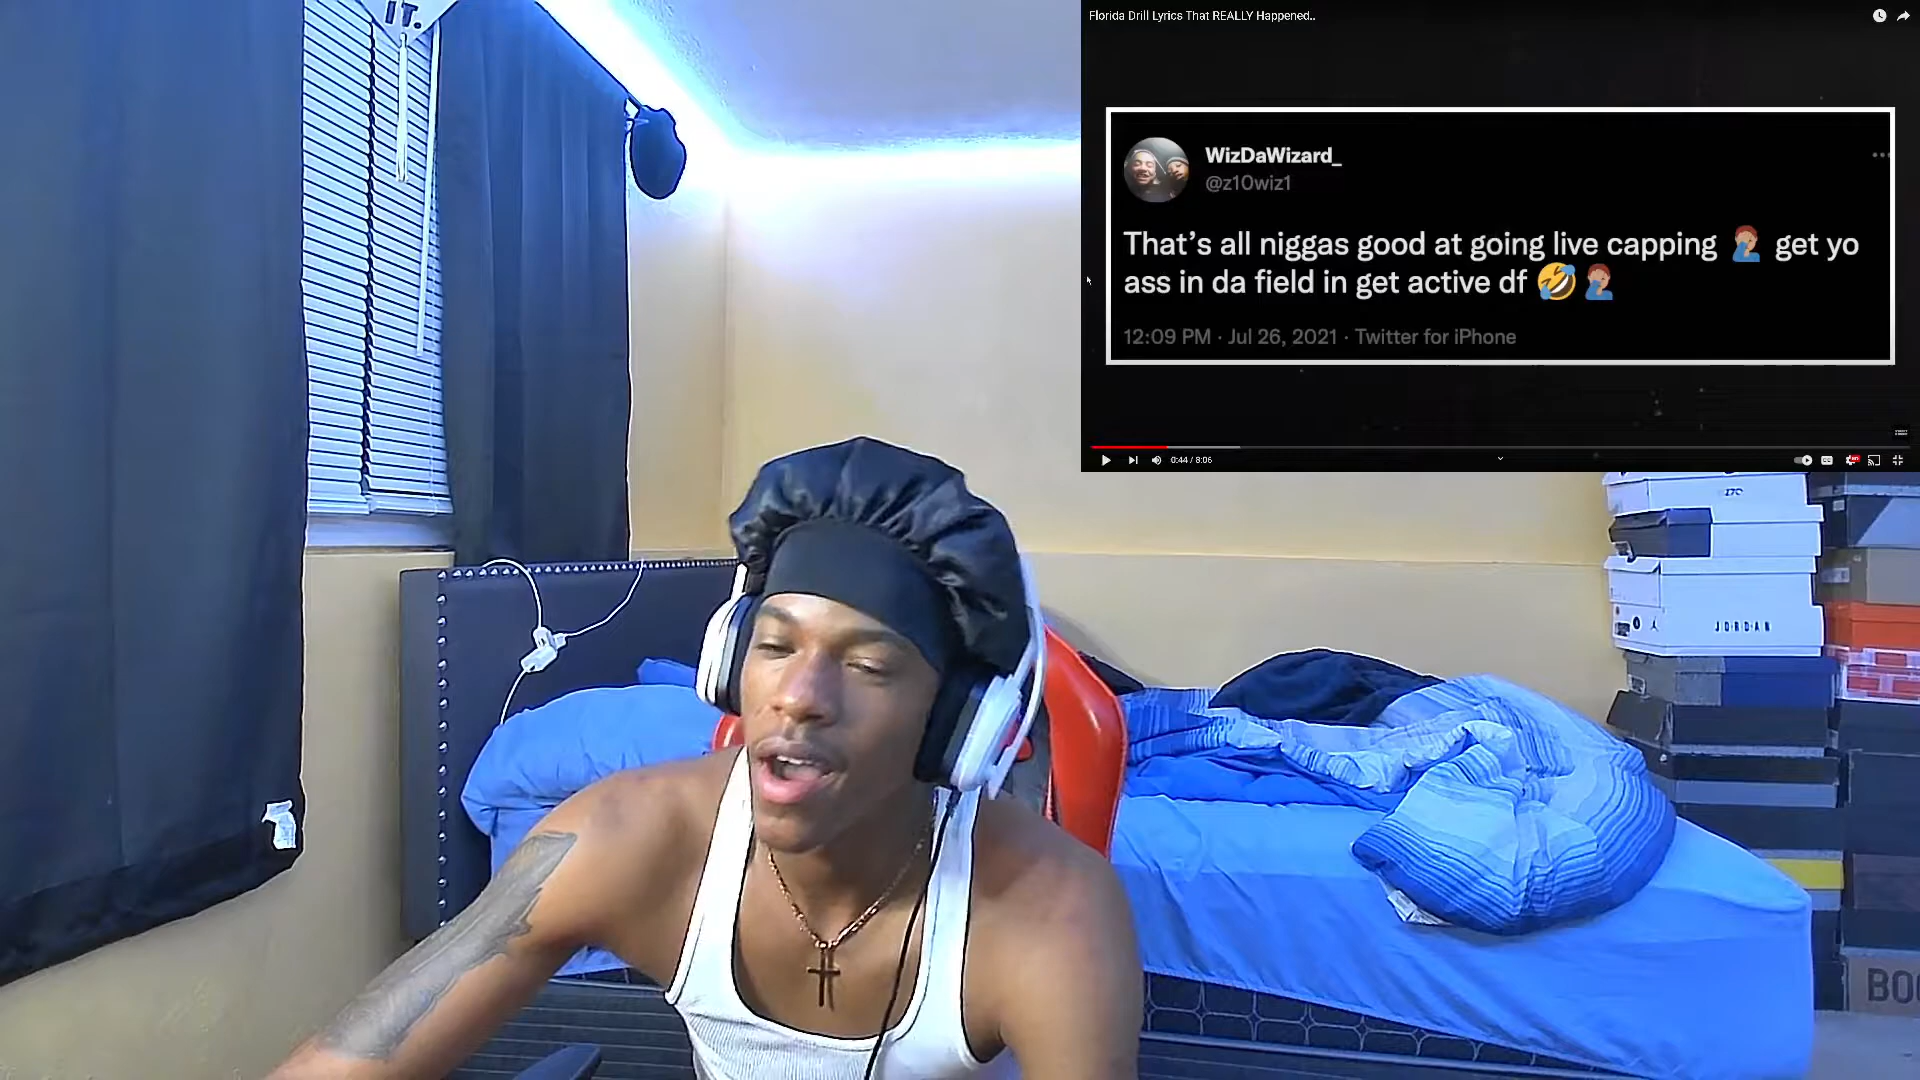 IT.
Florida Drill Lyrics That REALLY Happened..
WizDaWizard_
@z10wiz1
That's all niggas good at going live capping 🤦🏽‍♂️ get yo
ass in da field in get active df 🤣🤦🏽‍♂️
12:09 PM · Jul 26, 2021 · Twitter for iPhone
0:44 / 8:06
JORDAN
BO